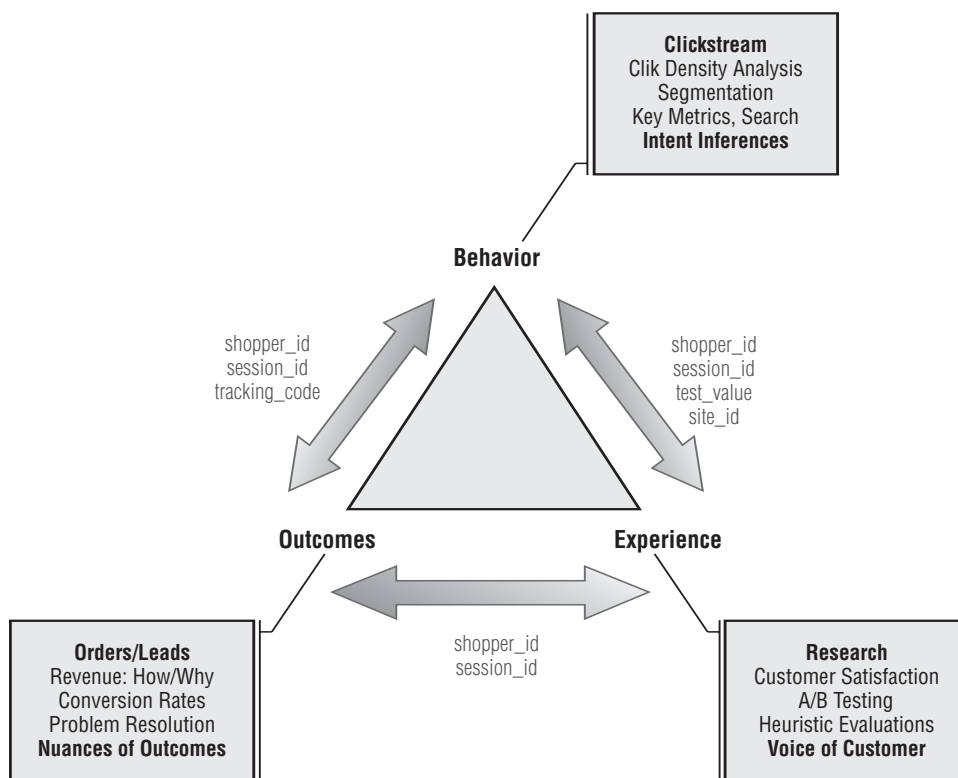 Clickstream
Clik Density Analysis
Segmentation
Key Metrics, Search
Intent Inferences
Behavior
shopper_id
session_id
tracking_code
shopper_id
session_id
test_value
site_id
Outcomes
Experience
shopper_id
session_id
Orders/Leads
Revenue: How/Why
Conversion Rates
Problem Resolution
Nuances of Outcomes
Research
Customer Satisfaction
A/B Testing
Heuristic Evaluations
Voice of Customer